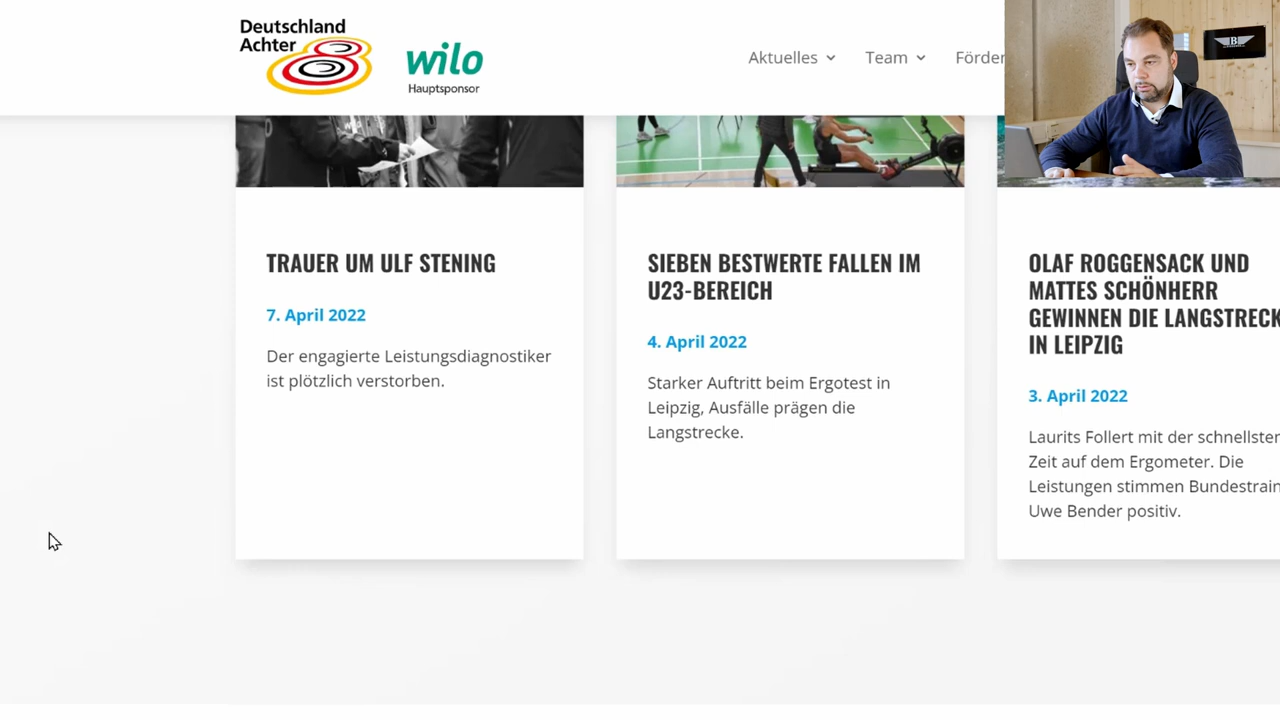 Deutschland
Achter
wilo
Hauptsponsor
Aktuelles
Team
Förder
B
TRAUER UM ULF STENING
7. April 2022
Der engagierte Leistungsdiagnostiker
ist plötzlich verstorben.
SIEBEN BESTWERTE FALLEN IM
U23-BEREICH
4. April 2022
Starker Auftritt beim Ergotest in
Leipzig, Ausfälle prägen die
Langstrecke.
OLAF ROGGENSACK UND
MATTES SCHÖNHERR
GEWINNEN DIE LANGSTRECK
IN LEIPZIG
3. April 2022
Laurits Follert mit der schnellsten
Zeit auf dem Ergometer. Die
Leistungen stimmen Bundestrain
Uwe Bender positiv.